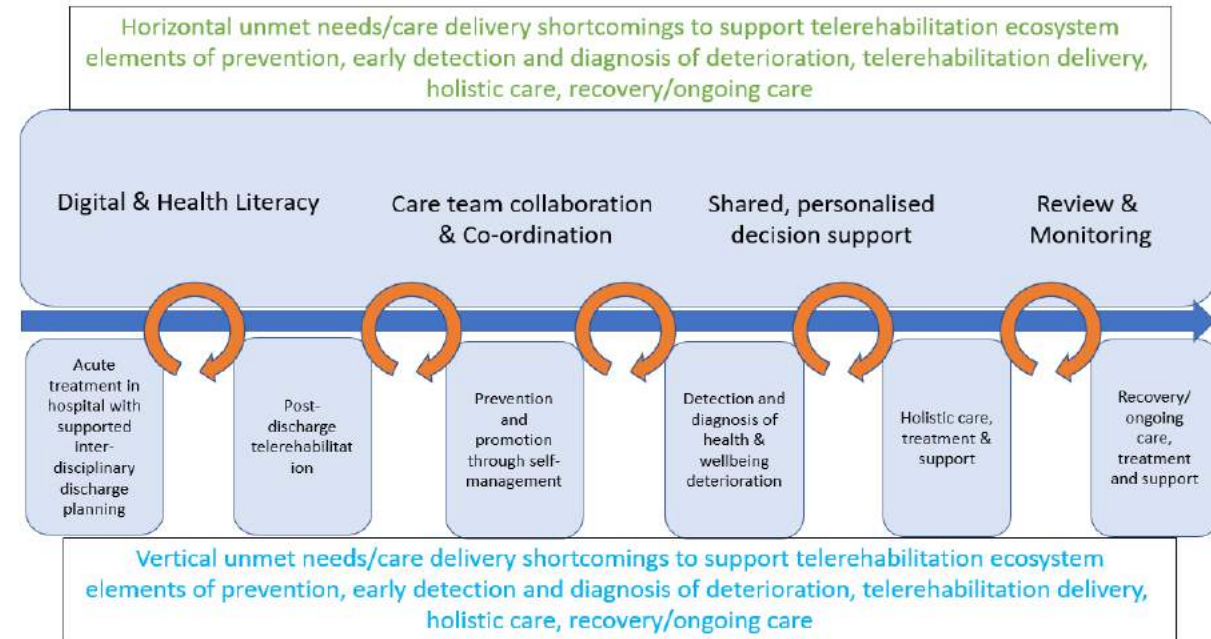 Horizontal unmet needs/care delivery shortcomings to support telerehabilitation ecosystem
elements of prevention, early detection and diagnosis of deterioration, telerehabilitation delivery,
holistic care, recovery/ongoing care
Digital & Health Literacy
Care team collaboration
& Co-ordination
Shared, personalised
decision support
Review &
Monitoring
Acute
treatment in
hospital with
supported
inter-
disciplinary
discharge
planning
Post-
discharge
telerehabilitat
ion
Prevention
and
promotion
through self-
management
Detection and
diagnosis of
health &
wellbeing
deterioration
Holistic care,
treatment &
support
Recovery/
ongoing
care,
treatment
and support
Vertical unmet needs/care delivery shortcomings to support telerehabilitation ecosystem
elements of prevention, early detection and diagnosis of deterioration, telerehabilitation delivery,
holistic care, recovery/ongoing care